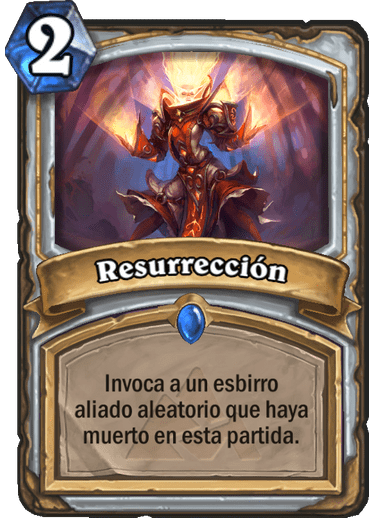 2
Resurrección
Invoca a un esbirro
aliado aleatorio que haya
muerto en esta partida.